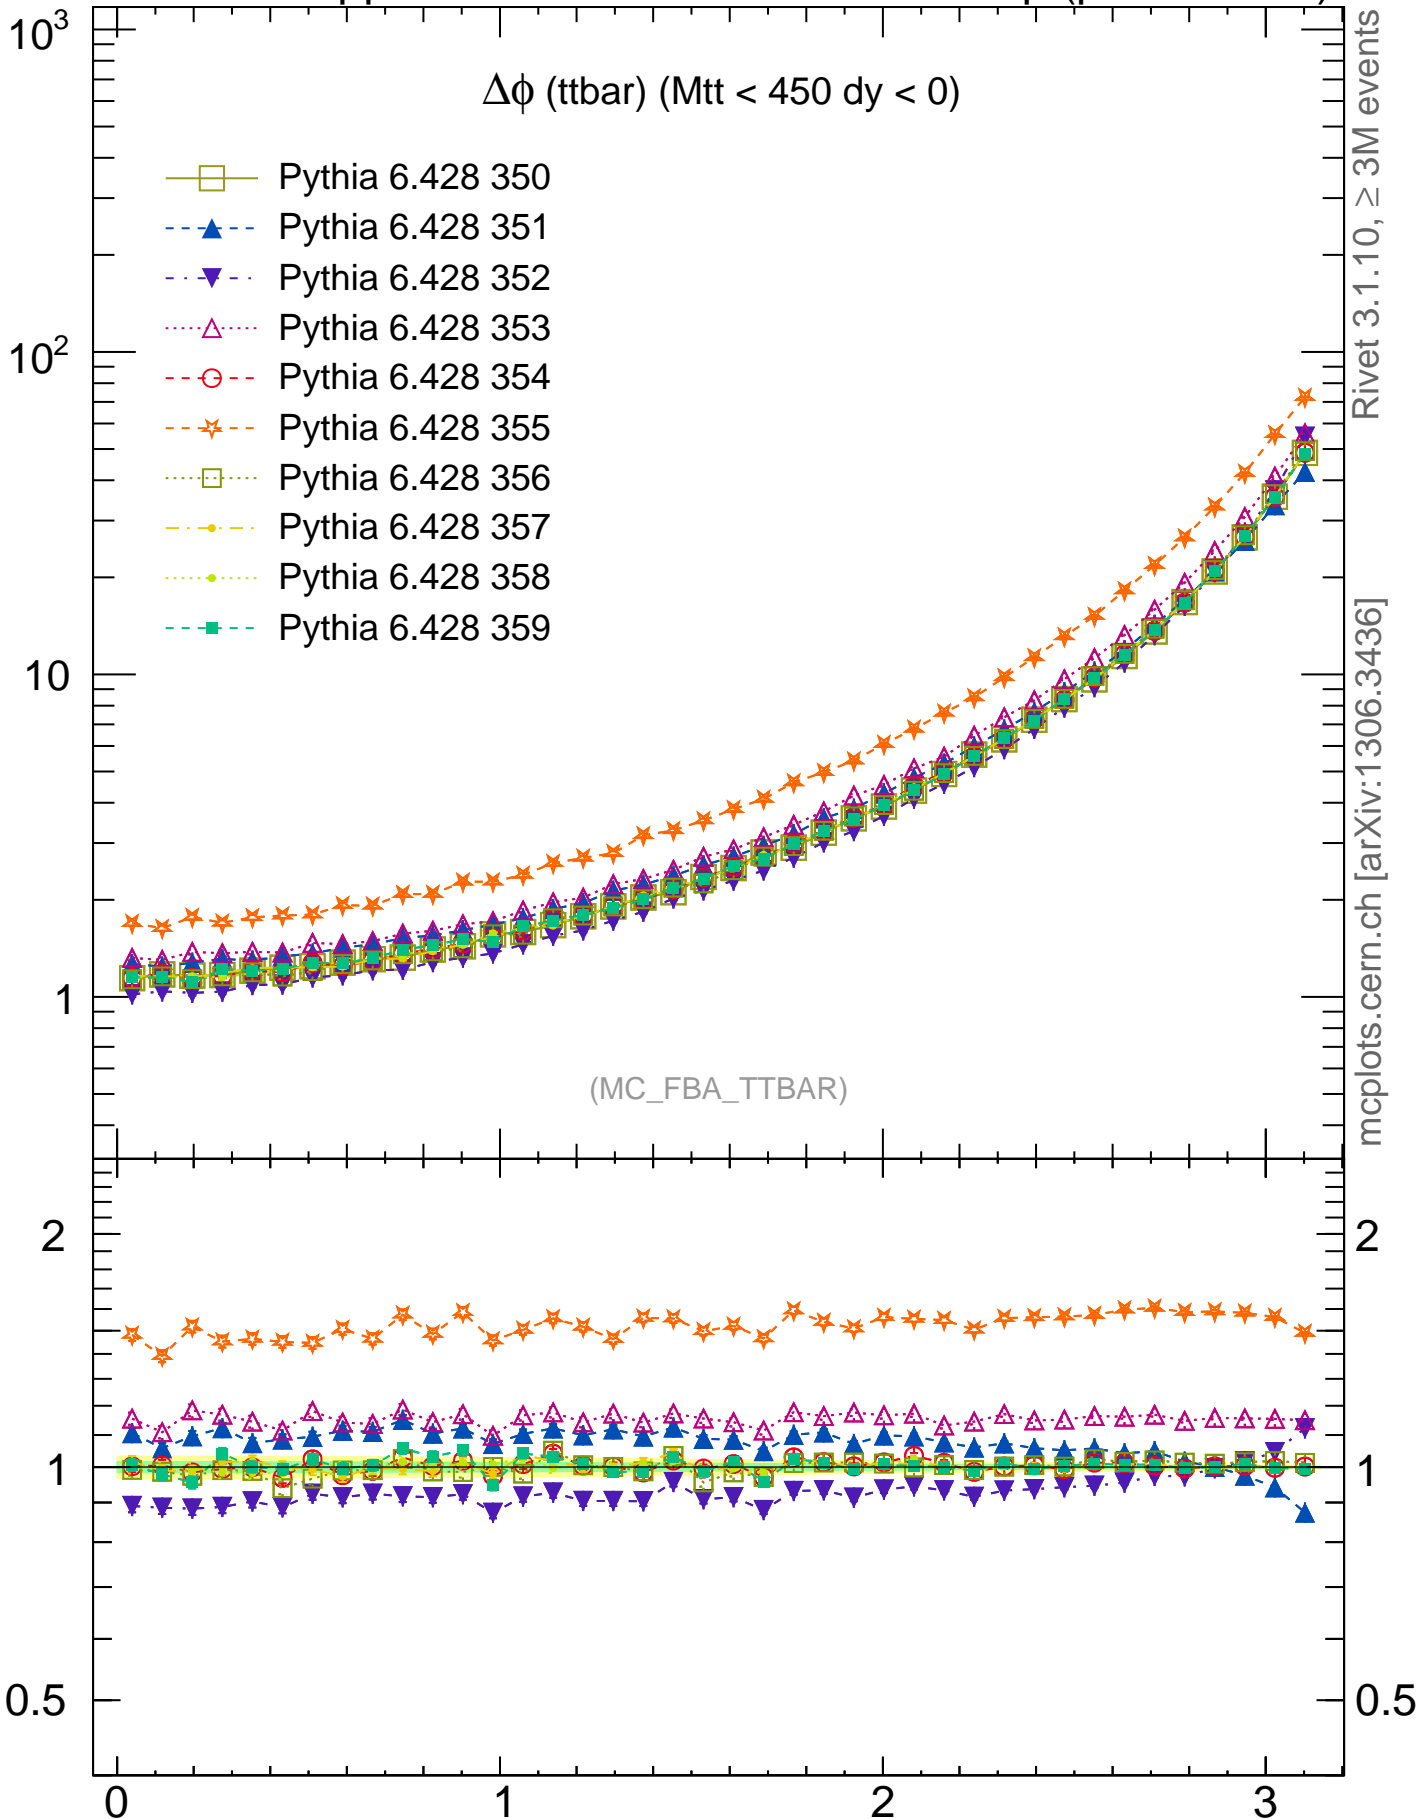 Δϕ (ttbar) (Mtt < 450 dy < 0)
Pythia 6.428 350
Pythia 6.428 351
Pythia 6.428 352
Pythia 6.428 353
Pythia 6.428 354
Pythia 6.428 355
Pythia 6.428 356
Pythia 6.428 357
Pythia 6.428 358
Pythia 6.428 359
10³
10²
10
1
(MC_FBA_TTBAR)
Rivet 3.1.10, ≥ 3M events
mcplots.cern.ch [arXiv:1306.3436]
2
1
0.5
2
1
0.5
0
1
2
3